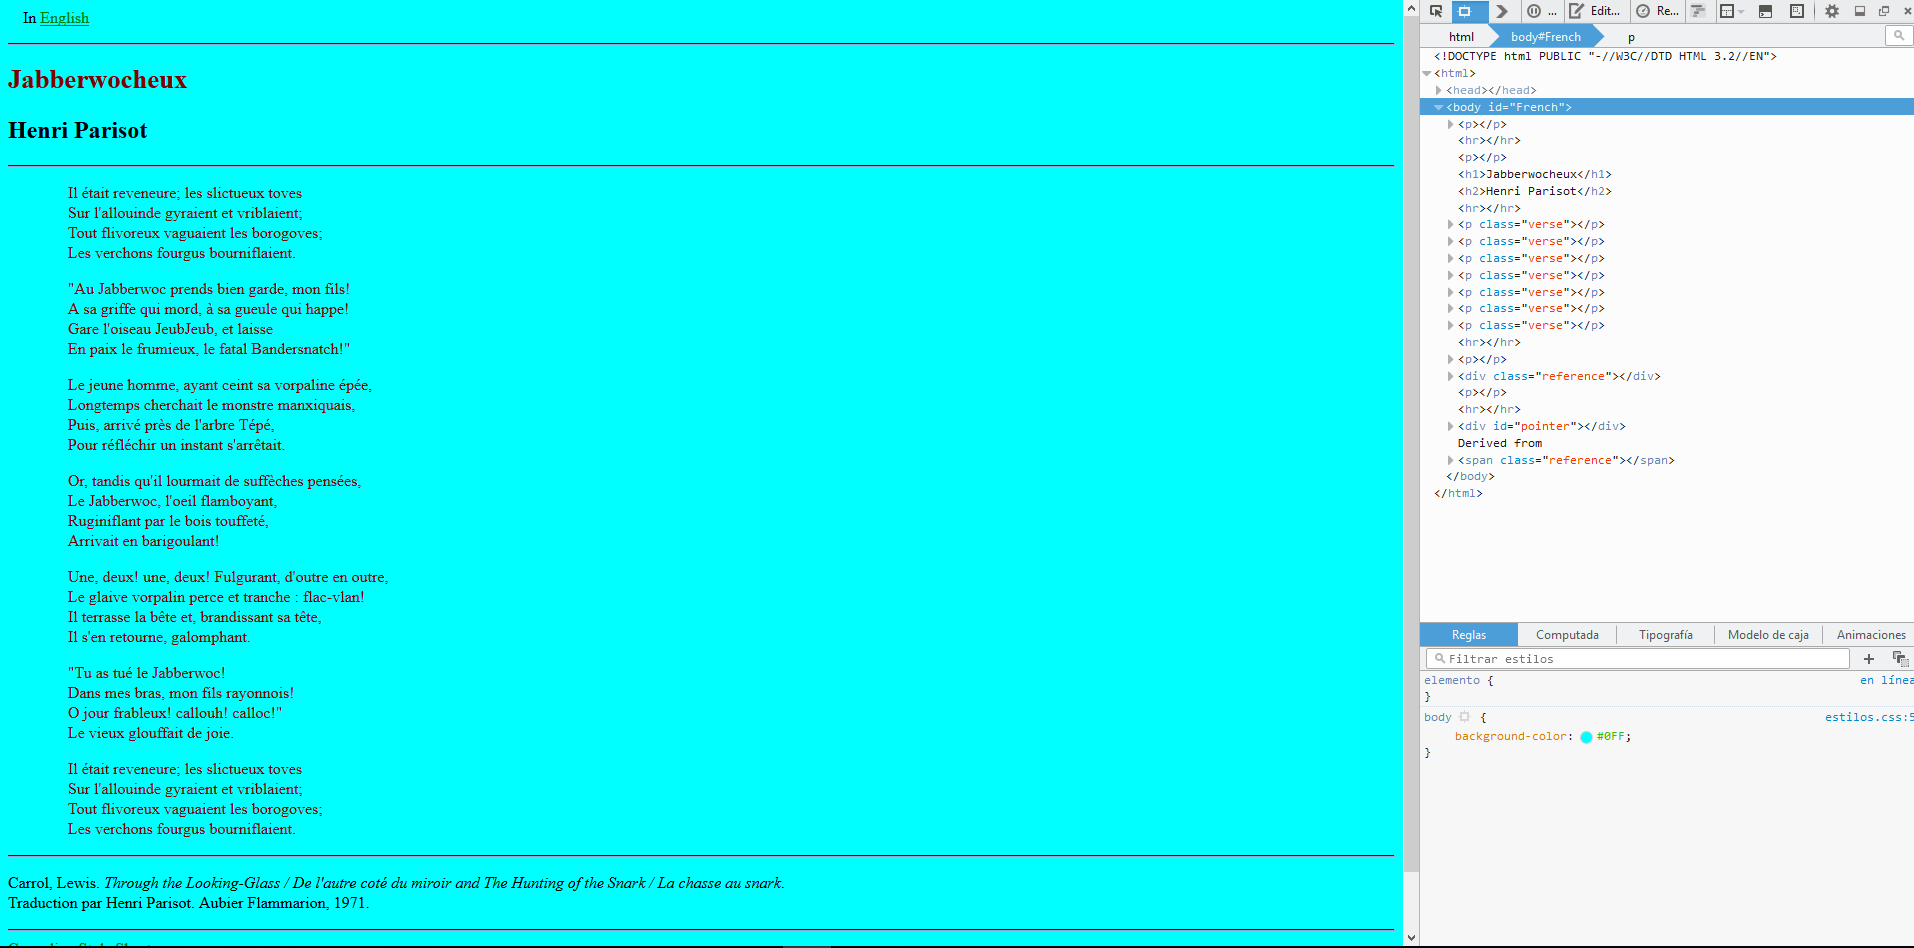 In English
Jabberwocheux
Henri Parisot
Il était reveneure; les slictueux toves
Sur l'allouinde gyraient et vriblaient;
Tout flivoreux vaguaient les borogoves;
Les verchons fourgus bourniflaient.
"Au Jabberwoc prends bien garde, mon fils!
A sa griffe qui mord, à sa gueule qui happe!
Gare l'oiseau JeubJeub, et laisse
En paix le frumieux, le fatal Bandersnatch!"
Le jeune homme, ayant ceint sa vorpaline épée,
Longtemps cherchait le monstre manxiquais,
Puis, arrivé près de l'arbre Tépé,
Pour réfléchir un instant s'arrêtait.
Or, tandis qu'il lourmait de suffèches pensées,
Le Jabberwoc, l'oeil flamboyant,
Ruginiflant par le bois touffeté,
Arrivait en barigoulant!
Une, deux! une, deux! Fulgurant, d'outre en outre,
Le glaive vorpalin perce et tranche : flac-vlan!
Il terrasse la bête et, brandissant sa tête,
Il s'en retourne, galomphant.
"Tu as tué le Jabberwoc!
Dans mes bras, mon fils rayonnois!
O jour frableux! callouh! calloc!"
Le vieux glouffait de joie.
Il était reveneure; les slictueux toves
Sur l'allouinde gyraient et vriblaient;
Tout flivoreux vaguaient les borogoves;
Les verchons fourgus bourniflaient.
Carrol, Lewis. Through the Looking-Glass / De l'autre coté du miroir and The Hunting of the Snark / La chasse au snark.
Traduction par Henri Parisot. Aubier Flammarion, 1971.
... Edit... Re...
html body#French p
<!DOCTYPE html PUBLIC "-//W3C//DTD HTML 3.2//EN">
<html>
<head></head>
<body id="French">
<p></p>
<hr></hr>
<p></p>
<h1>Jabberwocheux</h1>
<h2>Henri Parisot</h2>
<hr></hr>
<p class="verse"></p>
<p class="verse"></p>
<p class="verse"></p>
<p class="verse"></p>
<p class="verse"></p>
<p class="verse"></p>
<p class="verse"></p>
<hr></hr>
<p></p>
<div class="reference"></div>
<p></p>
<hr></hr>
<div id="pointer"></div>
Derived from
<span class="reference"></span>
</body>
</html>
Reglas Computada Tipografía Modelo de caja Animaciones
Filtrar estilos
elemento { en línea
}
body { estilos.css:5
background-color: #0FF;
}